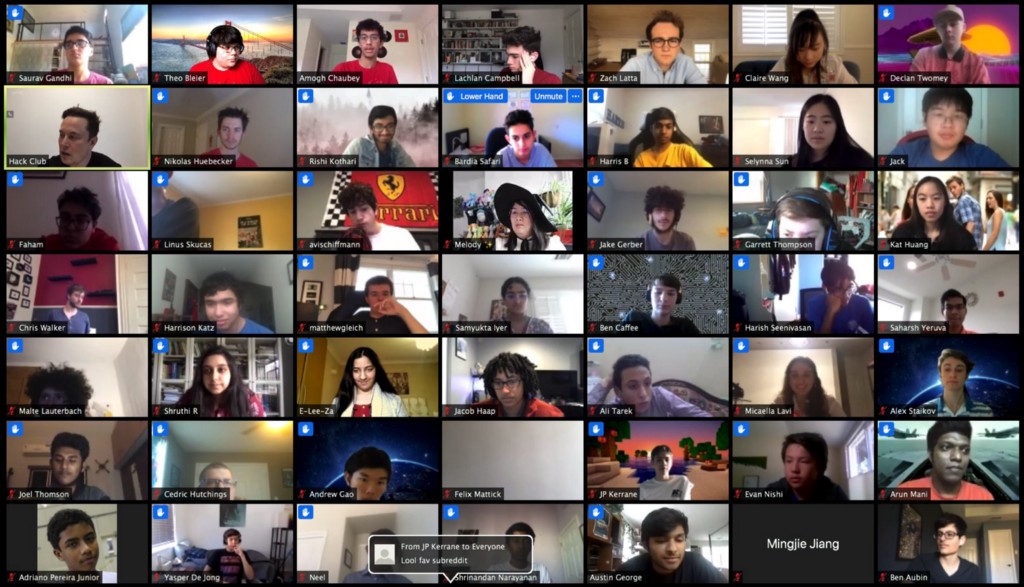 Saurav Gandhi
Theo Bleier
Amogh Chaubey
Lachlan Campbell
Zach Latta
Claire Wang
Declan Twomey
Hack Club
Nikolas Huebecker
Rishi Kothari
Lower Hand
Unmute
Bardia Safari
Harris B
Selynna Sun
Jack
Faham
Linus Skucas
avischiffmann
Ferrari
Melody ✨
Jake Gerber
Garrett Thompson
Kat Huang
Chris Walker
Harrison Katz
matthewgleich
Samyukta Iyer
Ben Caffee
Harish Seenivasan
Saharsh Yeruva
Malte Lauterbach
Shruthi R
E-Lee-Za
Jacob Haap
Ali Tarek
Micaella Lavi
Alex Staikov
Joel Thomson
Cedric Hutchings
Andrew Gao
Felix Mattick
JP Kerrane
Evan Nishi
Arun Mani
From JP Kerrane to Everyone
Lool fav subreddit
Adriano Pereira Junior
Yasper De Jong
Neel
Shrinandan Narayanan
Austin George
Mingjie Jiang
Ben Aubin